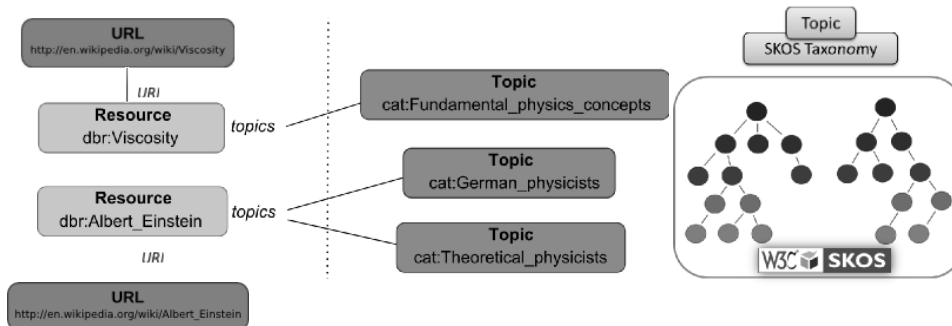 URL
http://en.wikipedia.org/wiki/Viscosity
URI
Resource
dbr:Viscosity
topics
Topic
cat:Fundamental_physics_concepts
Resource
dbr:Albert_Einstein
topics
Topic
cat:German_physicists
Topic
cat:Theoretical_physicists
URI
URL
http://en.wikipedia.org/wiki/Albert_Einstein
Topic
SKOS Taxonomy
W3C SKOS